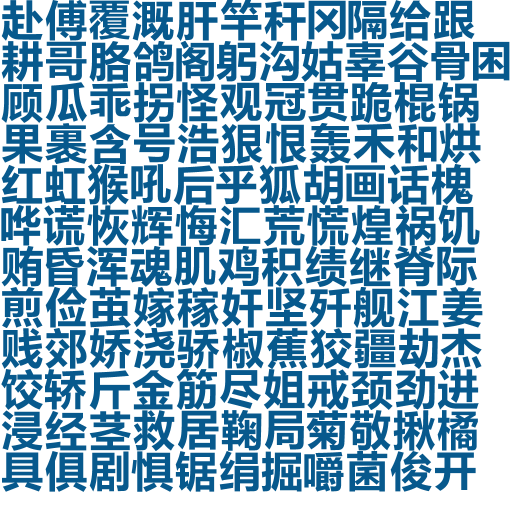 赴傅覆溉肝竿秆冈隔给跟
耕哥胳鸽阁躬沟姑辜谷骨困
顾瓜乖拐怪观冠贯跪棍锅
果裹含号浩狠恨轰禾和烘
红虹猴吼后乎狐胡画话槐
哗谎恢辉悔汇荒慌煌祸饥
贿昏浑魂肌鸡积绩继脊际
煎俭茧嫁稼奸坚歼舰江姜
贱郊娇浇骄椒蕉狡疆劫杰
饺轿斤金筋尽姐戒颈劲进
浸经茎救居鞠局菊敬揪橘
具俱剧惧锯绢掘嚼菌俊开